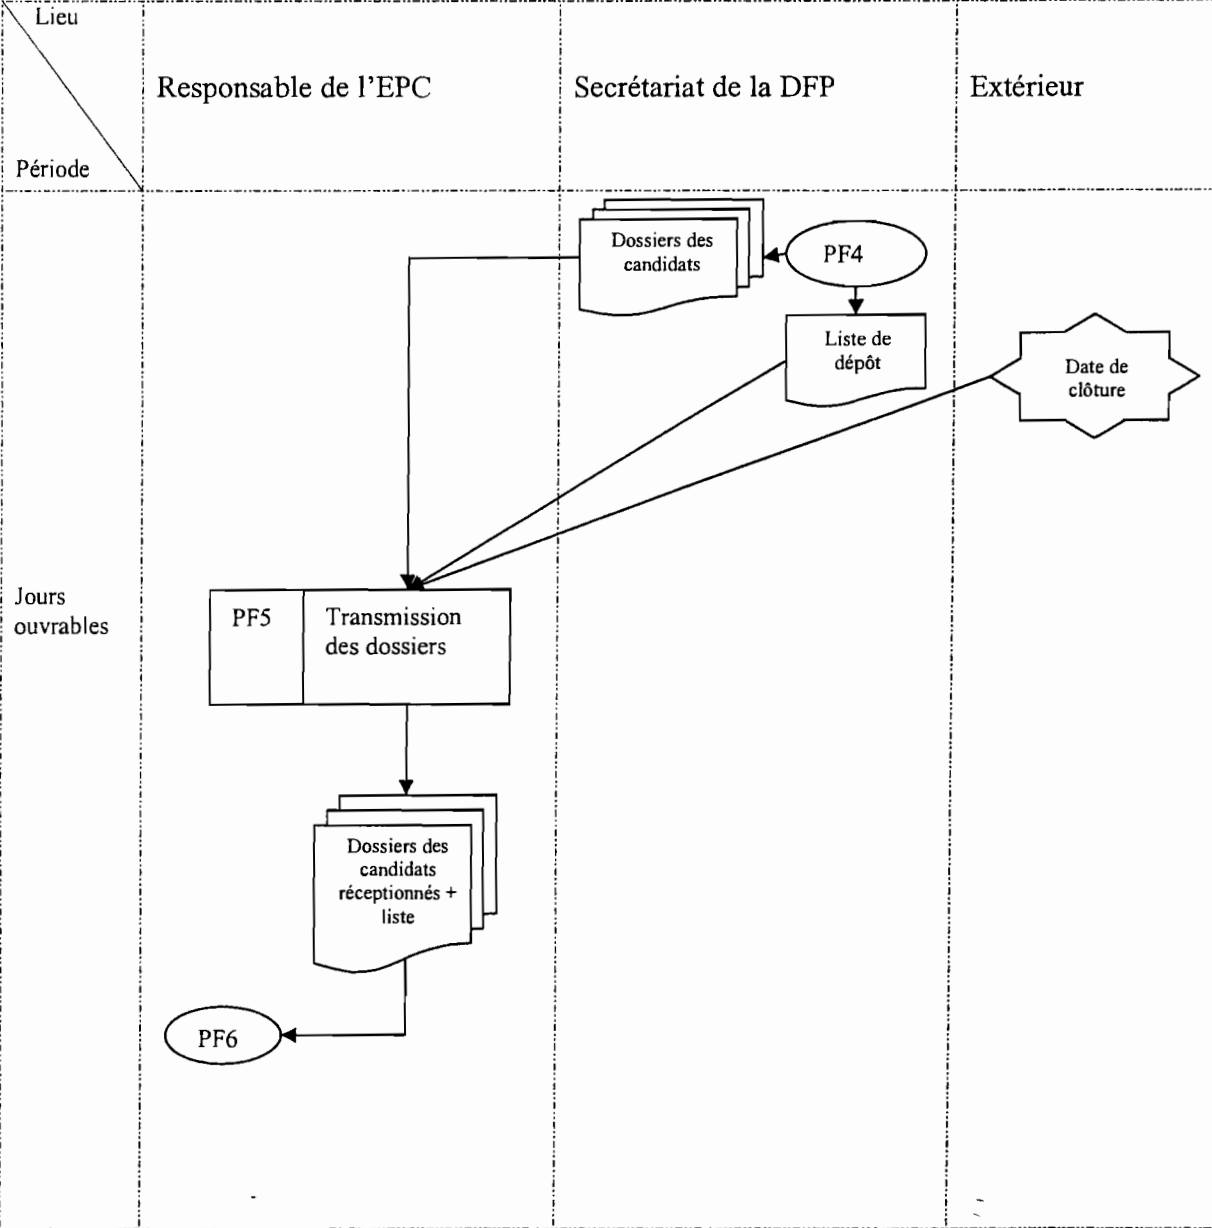 Lieu
Responsable de l'EPC
Secrétariat de la DFP
Extérieur
Période
Dossiers des
candidats
PF4
Liste de
dépôt
Date de
clôture
Jours
ouvrables
PF5
Transmission
des dossiers
Dossiers des
candidats
réceptionnés +
liste
PF6